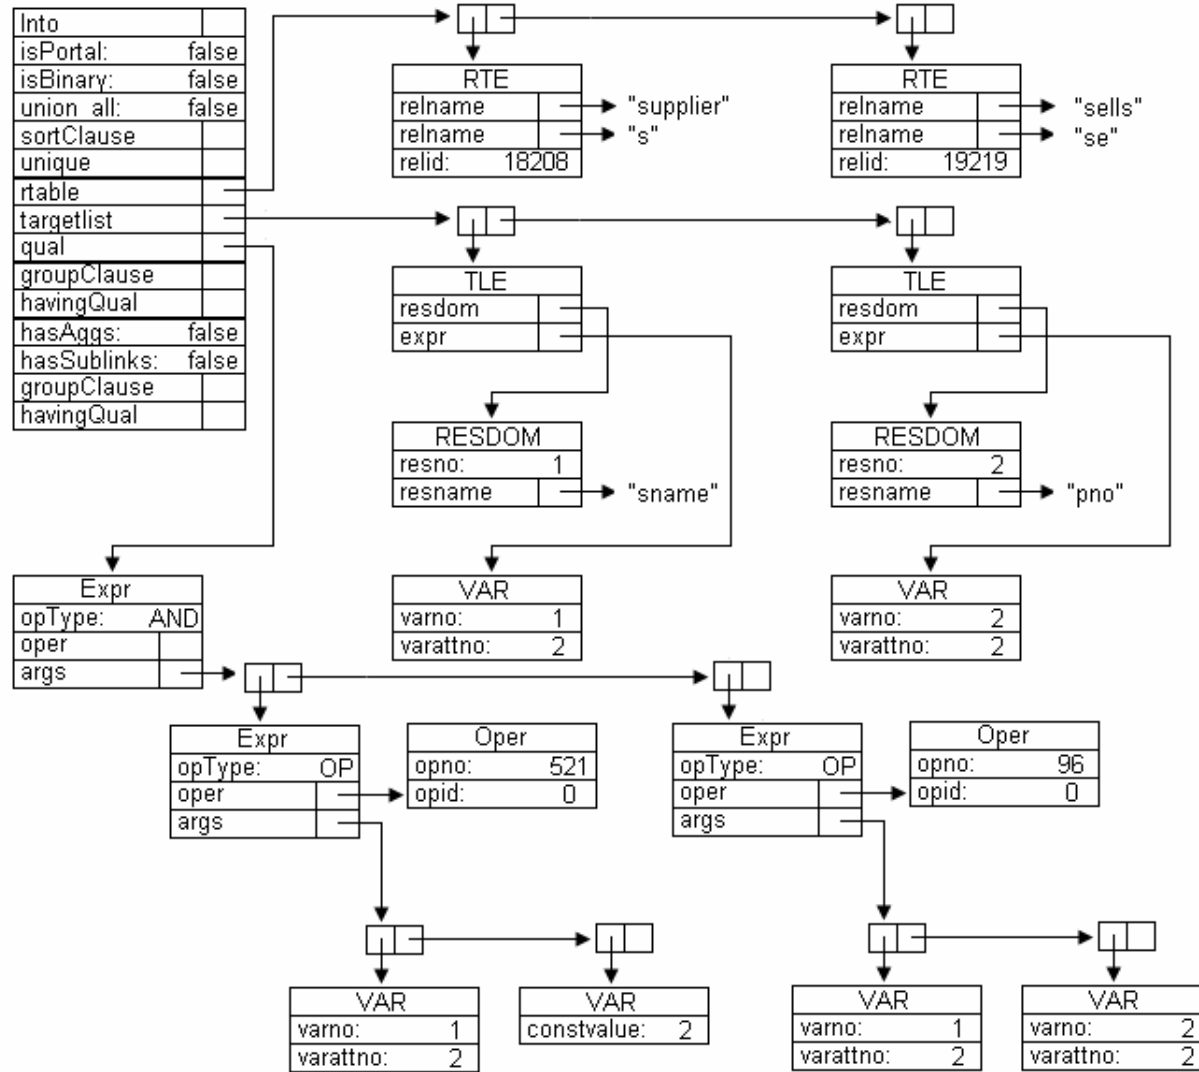 Into
isPortal: false
isBinary: false
union all: false
sortClause
unique
rtable
targetlist
qual
groupClause
havingQual
hasAggs: false
hasSublinks: false
groupClause
havingQual
RTE
relname "supplier"
relname "s"
relid: 18208
RTE
relname "sells"
relname "se"
relid: 19219
TLE
resdom
expr
TLE
resdom
expr
RESDOM
resno: 1
resname "sname"
RESDOM
resno: 2
resname "pno"
VAR
varno: 1
varattno: 2
VAR
varno: 2
varattno: 2
Expr
opType: AND
oper
args
Expr
opType: OP
oper
args
Oper
opno: 521
opid: 0
Expr
opType: OP
oper
args
Oper
opno: 96
opid: 0
VAR
varno: 1
varattno: 2
VAR
constvalue: 2
VAR
varno: 1
varattno: 2
VAR
varno: 2
varattno: 2